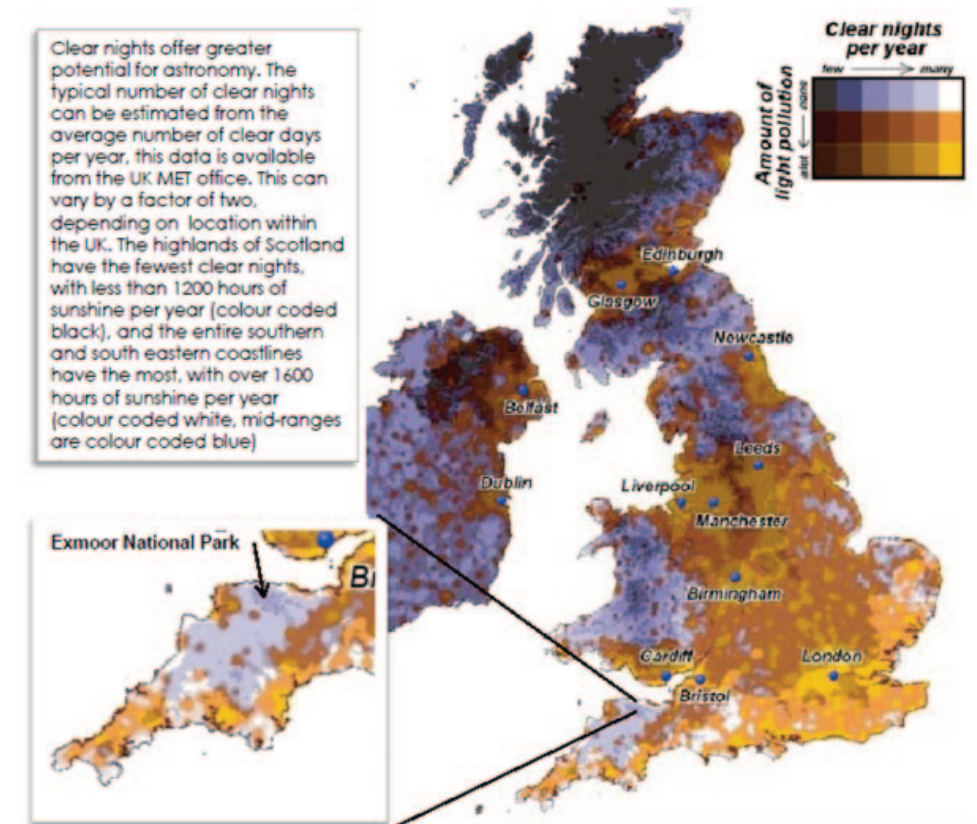 Clear nights offer greater
potential for astronomy. The
typical number of clear nights
can be estimated from the
average number of clear days
per year, this data is available
from the UK MET office. This can
vary by a factor of two,
depending on location within
the UK. The highlands of Scotland
have the fewest clear nights,
with less than 1200 hours of
sunshine per year (colour coded
black), and the entire southern
and south eastern coastlines
have the most, with over 1600
hours of sunshine per year
(colour coded white, mid-ranges
are colour coded blue)
Clear nights
per year
few many
Amount of
light pollution
none
alot
Edinburgh
Glasgow
Newcastle
Belfast
Leeds
Dublin
Liverpool
Manchester
Birmingham
Cardiff
London
Bristol
Exmoor National Park
Bi